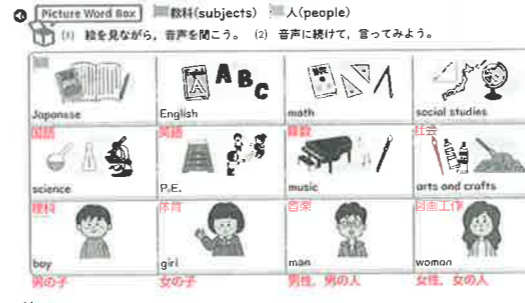 Picture Word Box 教科(subjects) 人(people)
(1) 絵を見ながら，音声を聞こう。 (2) 音声に続けて，言ってみよう。
ABC
Japanese English math social studies
国語 英語 算数 社会
science P.E. music arts and crafts
理科 体育 音楽 図画工作
boy girl man woman
男の子 女の子 男性，男の人 女性，女の人